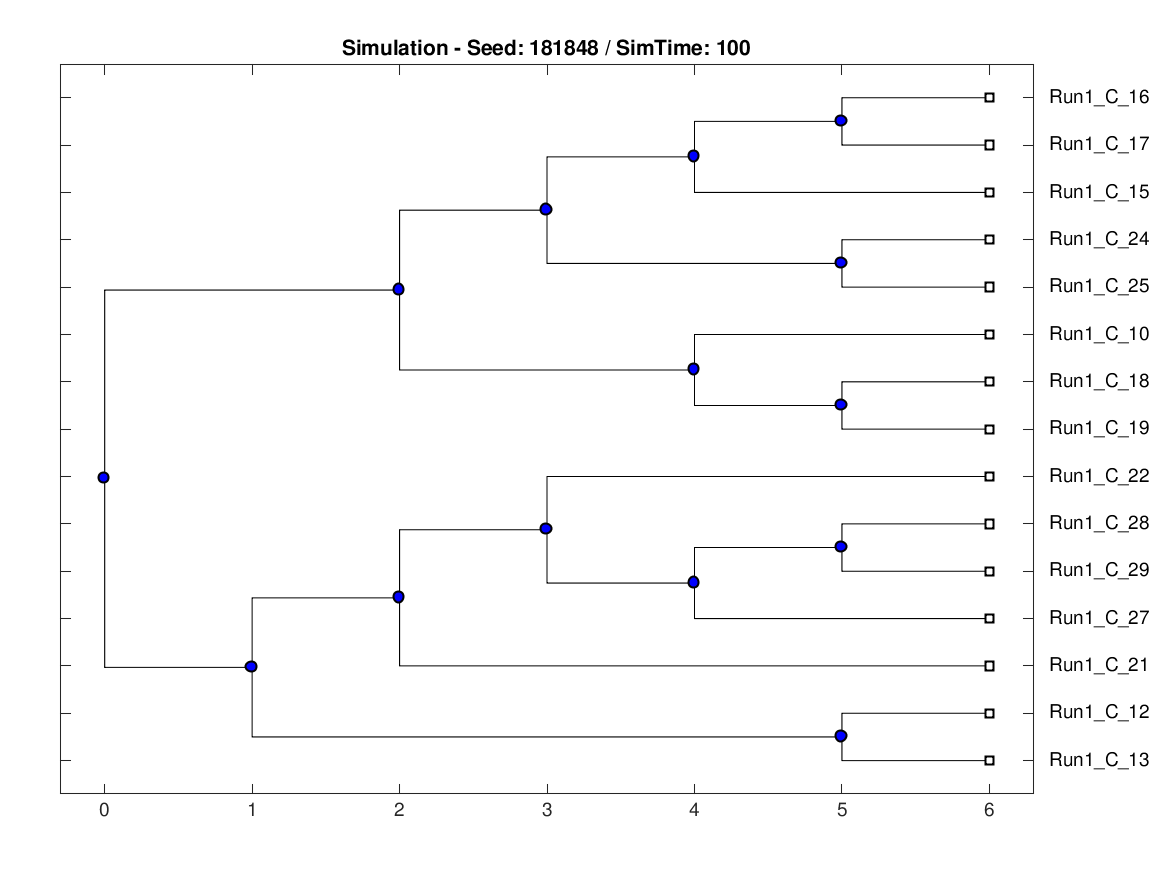 Simulation - Seed: 181848 / SimTime: 100
Run1_C_16
Run1_C_17
Run1_C_15
Run1_C_24
Run1_C_25
Run1_C_10
Run1_C_18
Run1_C_19
Run1_C_22
Run1_C_28
Run1_C_29
Run1_C_27
Run1_C_21
Run1_C_12
Run1_C_13
0 1 2 3 4 5 6